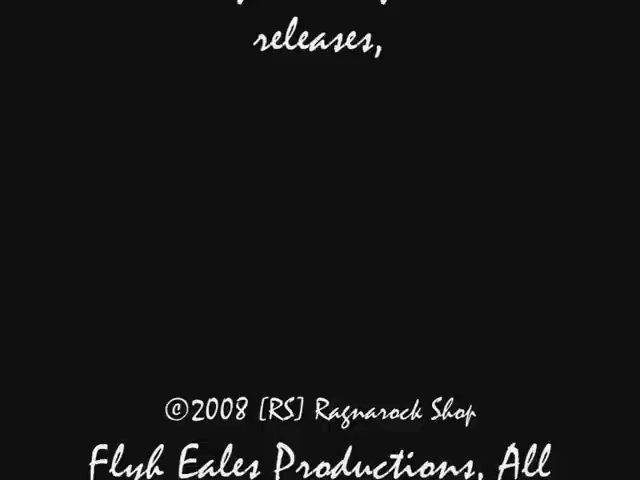 releases,
©2008 [RS] Ragnarock Shop
Flyh Eales Productions, All